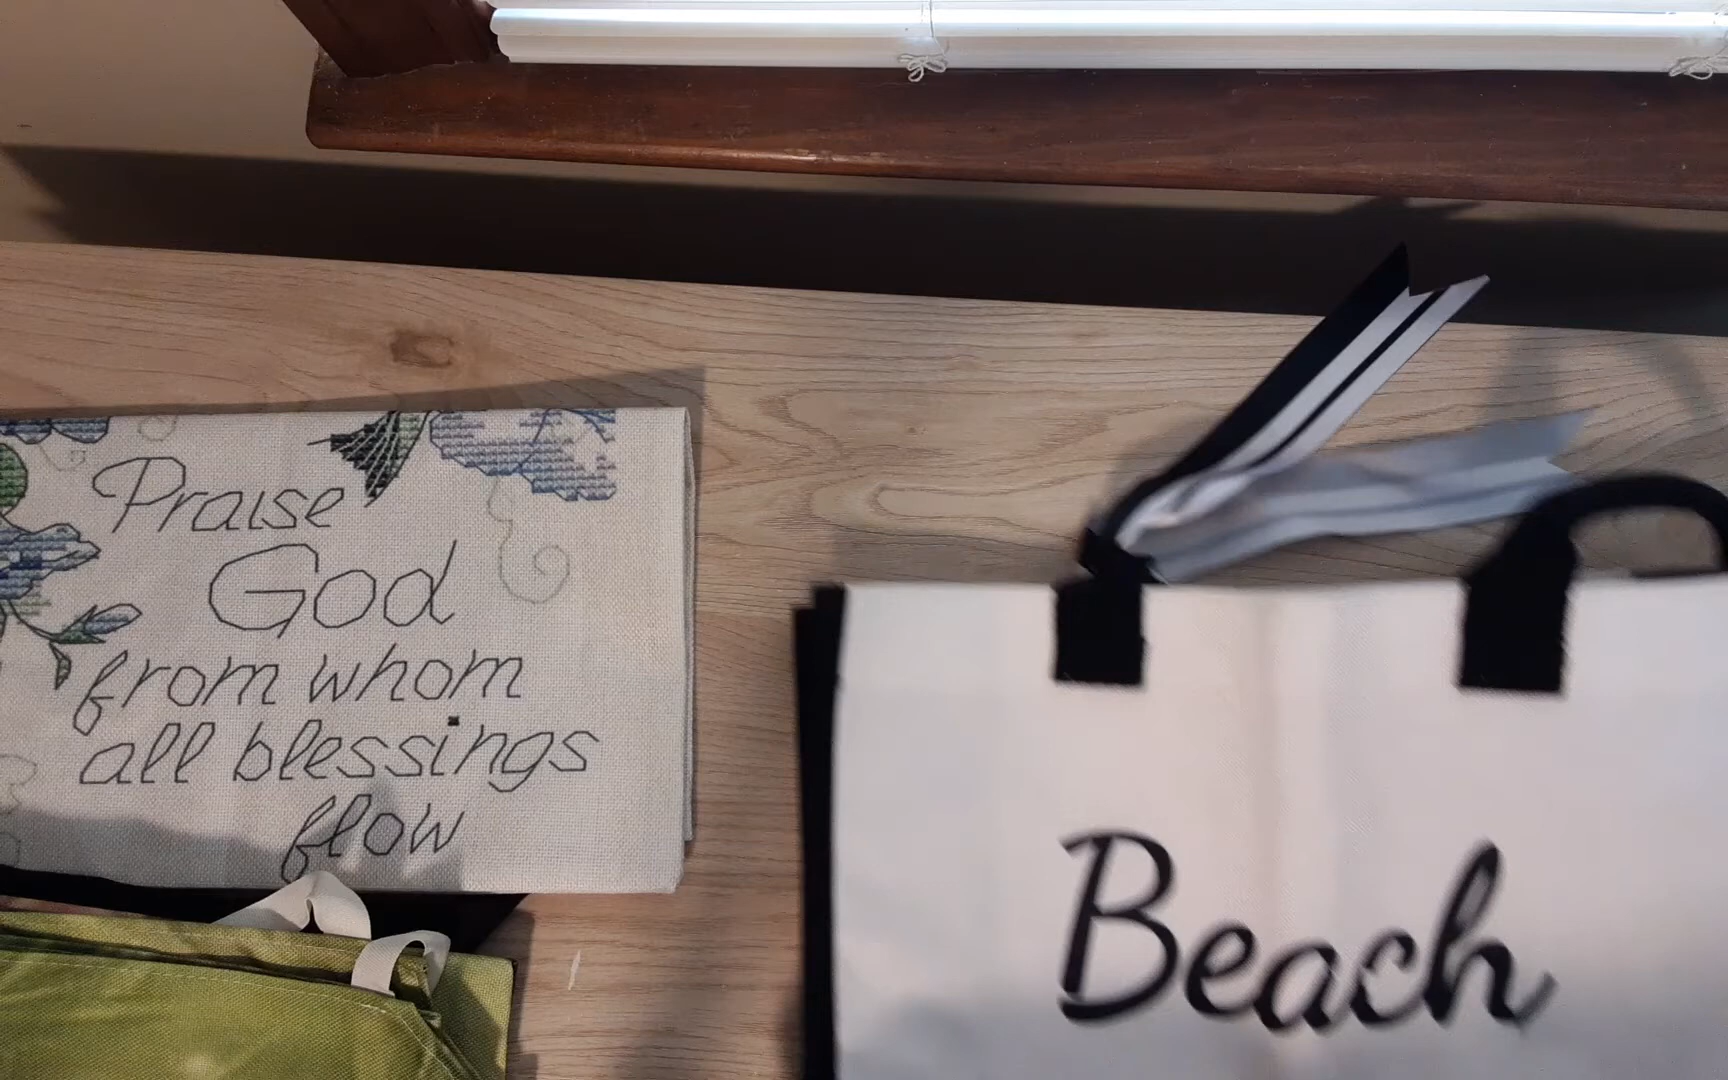 Praise
God
from whom
all blessings
flow
Beach